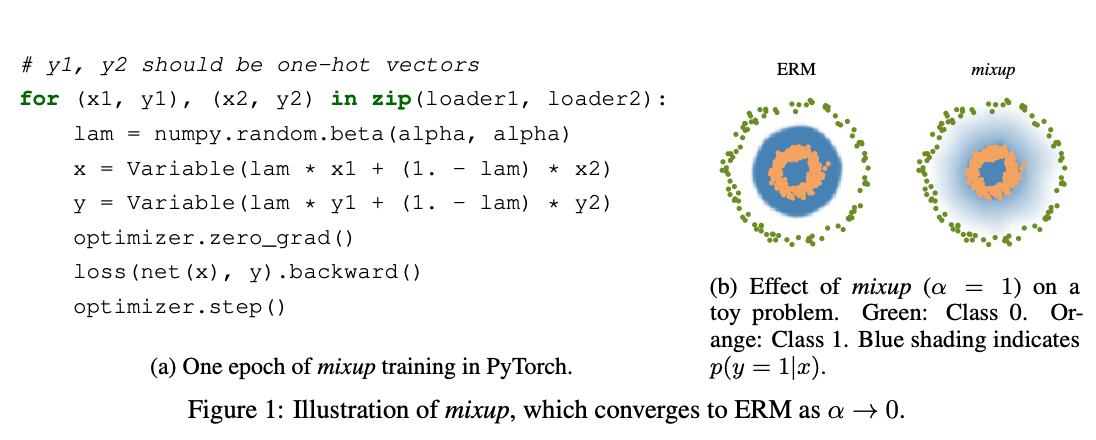 # y1, y2 should be one-hot vectors
for (x1, y1), (x2, y2) in zip(loader1, loader2):
    lam = numpy.random.beta(alpha, alpha)
    x = Variable(lam * x1 + (1. - lam) * x2)
    y = Variable(lam * y1 + (1. - lam) * y2)
    optimizer.zero_grad()
    loss(net(x), y).backward()
    optimizer.step()
(a) One epoch of mixup training in PyTorch.
ERM
mixup
(b) Effect of mixup (α = 1) on a
toy problem. Green: Class 0. Or-
ange: Class 1. Blue shading indicates
p(y = 1|x).
Figure 1: Illustration of mixup, which converges to ERM as α → 0.